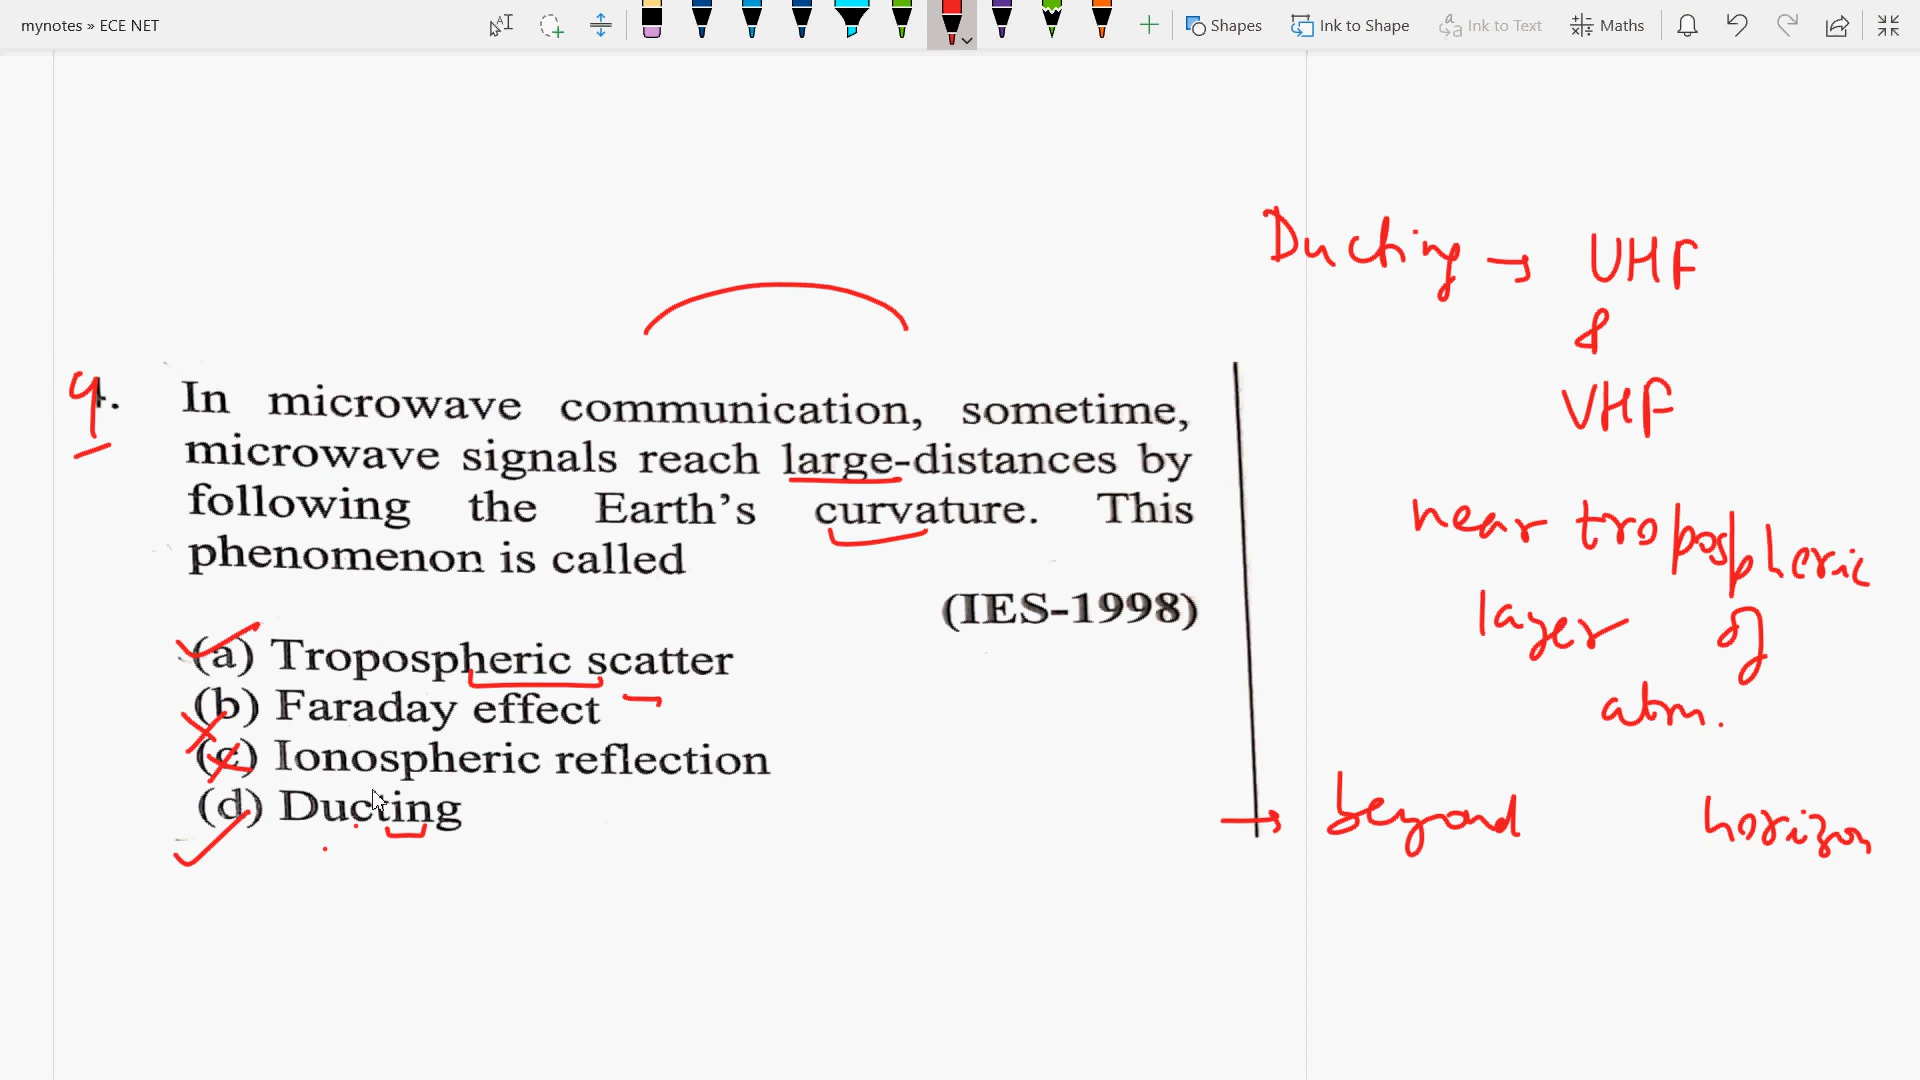 mynotes » ECE NET
Shapes
Ink to Shape
Ink to Text
Maths
Ducting → UHF
&
VHF
near tropospheric
layer of
atm.
→ beyond horizon
9.
In microwave communication, sometime,
microwave signals reach large-distances by
following the Earth's curvature. This
phenomenon is called
(IES-1998)
(a) Tropospheric scatter
(b) Faraday effect
(c) Ionospheric reflection
(d) Ducting